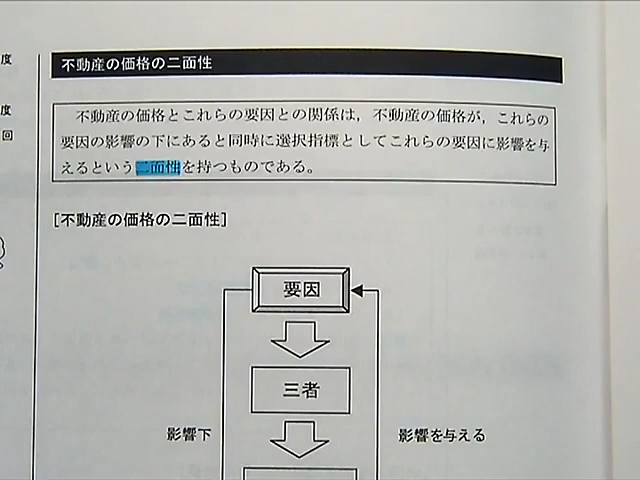 度
不動産の価格の二面性
度
回
不動産の価格とこれらの要因との関係は，不動産の価格が，これらの
要因の影響の下にあると同時に選択指標としてこれらの要因に影響を与
えるという二面性を持つものである。
［不動産の価格の二面性］
要因
三者
影響下
影響を与える